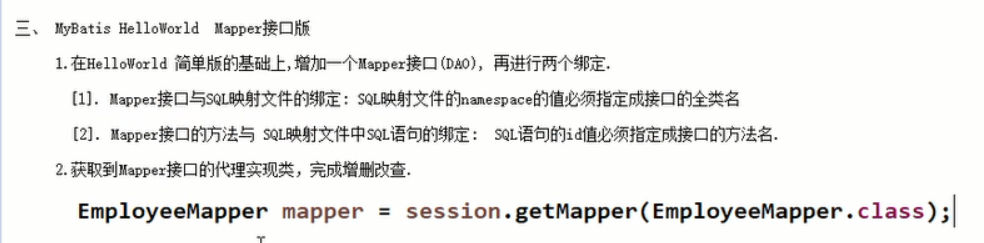 三、 MyBatis HelloWorld Mapper接口版
1.在HelloWorld 简单版的基础上,增加一个Mapper接口(DAO), 再进行两个绑定.
[1]. Mapper接口与SQL映射文件的绑定: SQL映射文件的namespace的值必须指定成接口的全类名
[2]. Mapper接口的方法与 SQL映射文件中SQL语句的绑定: SQL语句的id值必须指定成接口的方法名.
2.获取到Mapper接口的代理实现类, 完成增删改查.
EmployeeMapper mapper = session.getMapper(EmployeeMapper.class);